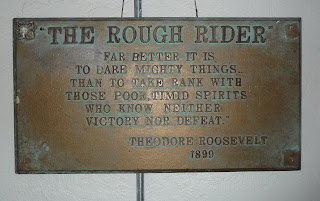 "THE ROUGH RIDER"
"FAR BETTER IT IS
TO DARE MIGHTY THINGS..
THAN TO TAKE RANK WITH
THOSE POOR, TIMID SPIRITS
WHO KNOW NEITHER
VICTORY NOR DEFEAT."
THEODORE ROOSEVELT
1899